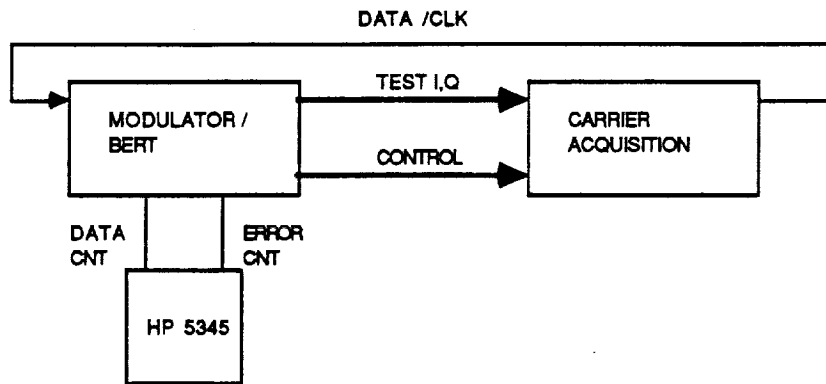 DATA /CLK
TEST I,Q
MODULATOR /
BERT
CARRIER
ACQUISITION
CONTROL
DATA
CNT
ERROR
CNT
HP 5345